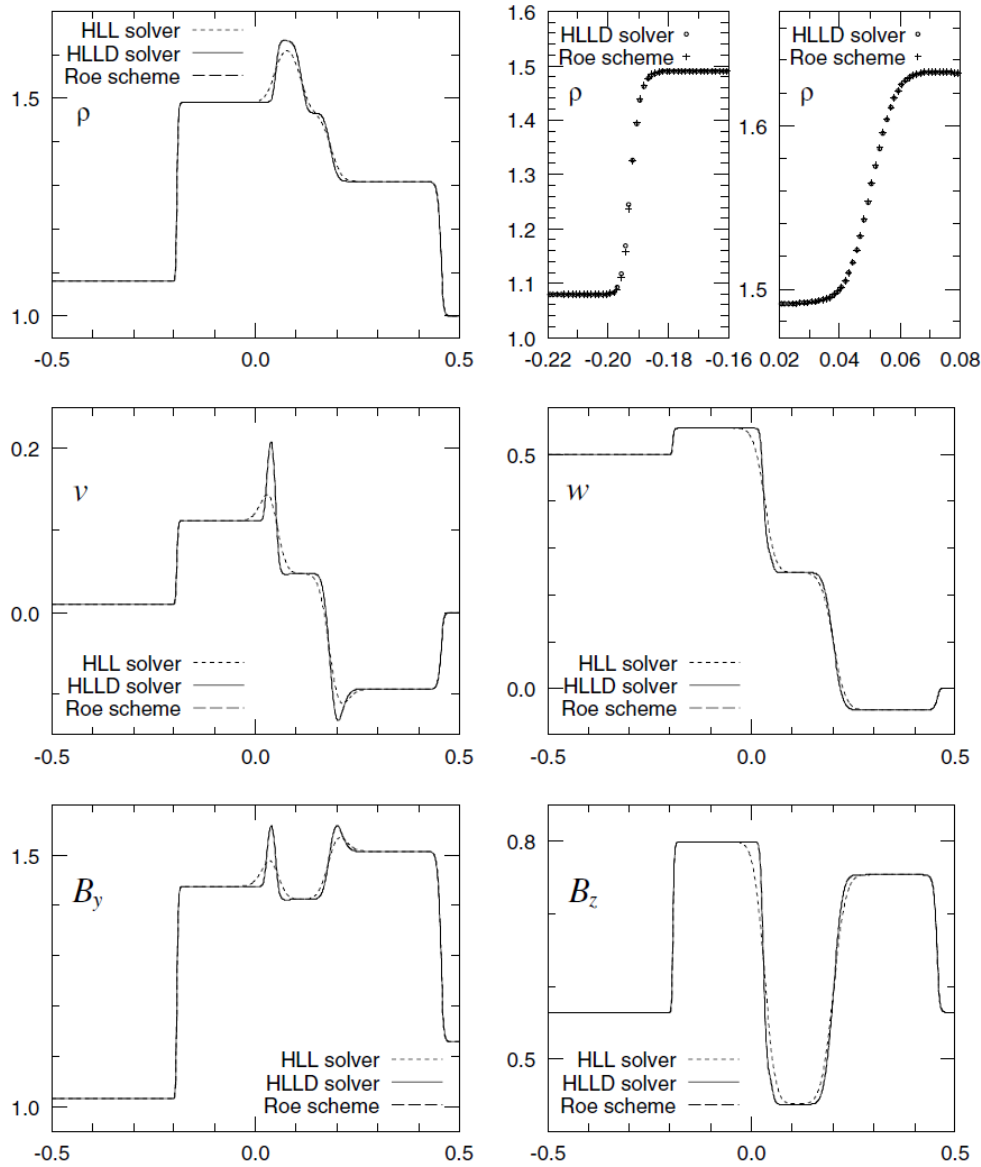 HLL solver
HLLD solver
Roe scheme
ρ
1.5
1.0
-0.5
0.0
0.5
HLLD solver
Roe scheme
ρ
1.6
1.5
1.4
1.3
1.2
1.1
1.0
-0.22
-0.20
-0.18
-0.16
HLLD solver
Roe scheme
ρ
1.6
1.5
0.02
0.04
0.06
0.08
0.2
v
0.0
HLL solver
HLLD solver
Roe scheme
-0.5
0.0
0.5
0.5
w
HLL solver
HLLD solver
Roe scheme
0.0
-0.5
0.0
0.5
1.5
By
HLL solver
HLLD solver
Roe scheme
1.0
-0.5
0.0
0.5
0.8
Bz
0.5
HLL solver
HLLD solver
Roe scheme
-0.5
0.0
0.5